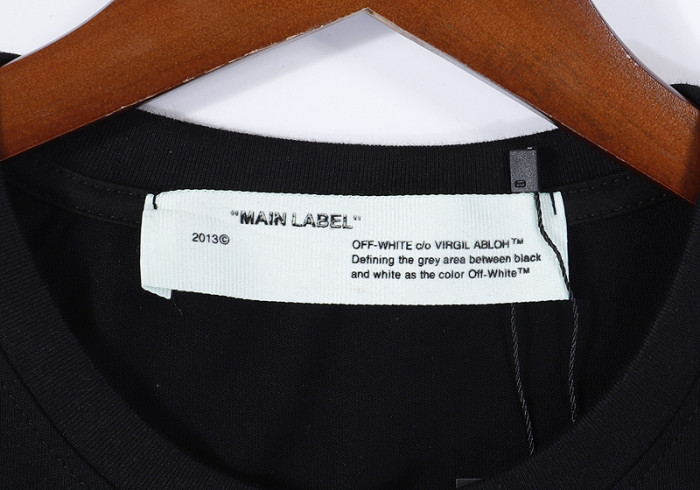 "MAIN LABEL"
2013©
OFF-WHITE c/o VIRGIL ABLOH™
Defining the grey area between black
and white as the color Off-White™